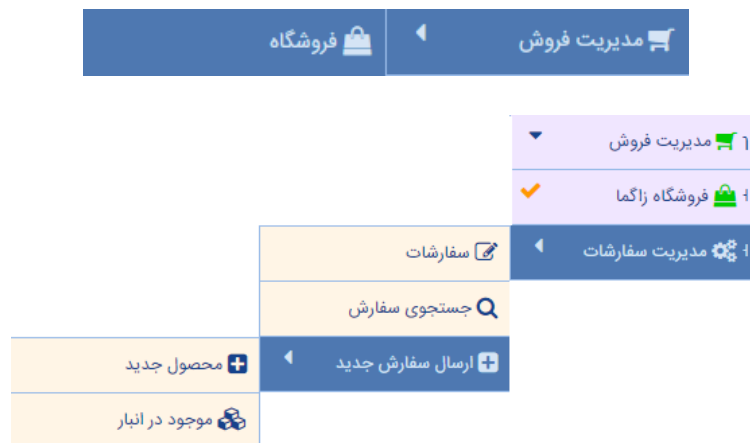 مدیریت فروش
فروشگاه
مدیریت فروش
فروشگاه زاگما
مدیریت سفارشات
سفارشات
جستجوی سفارش
ارسال سفارش جدید
محصول جدید
موجود در انبار